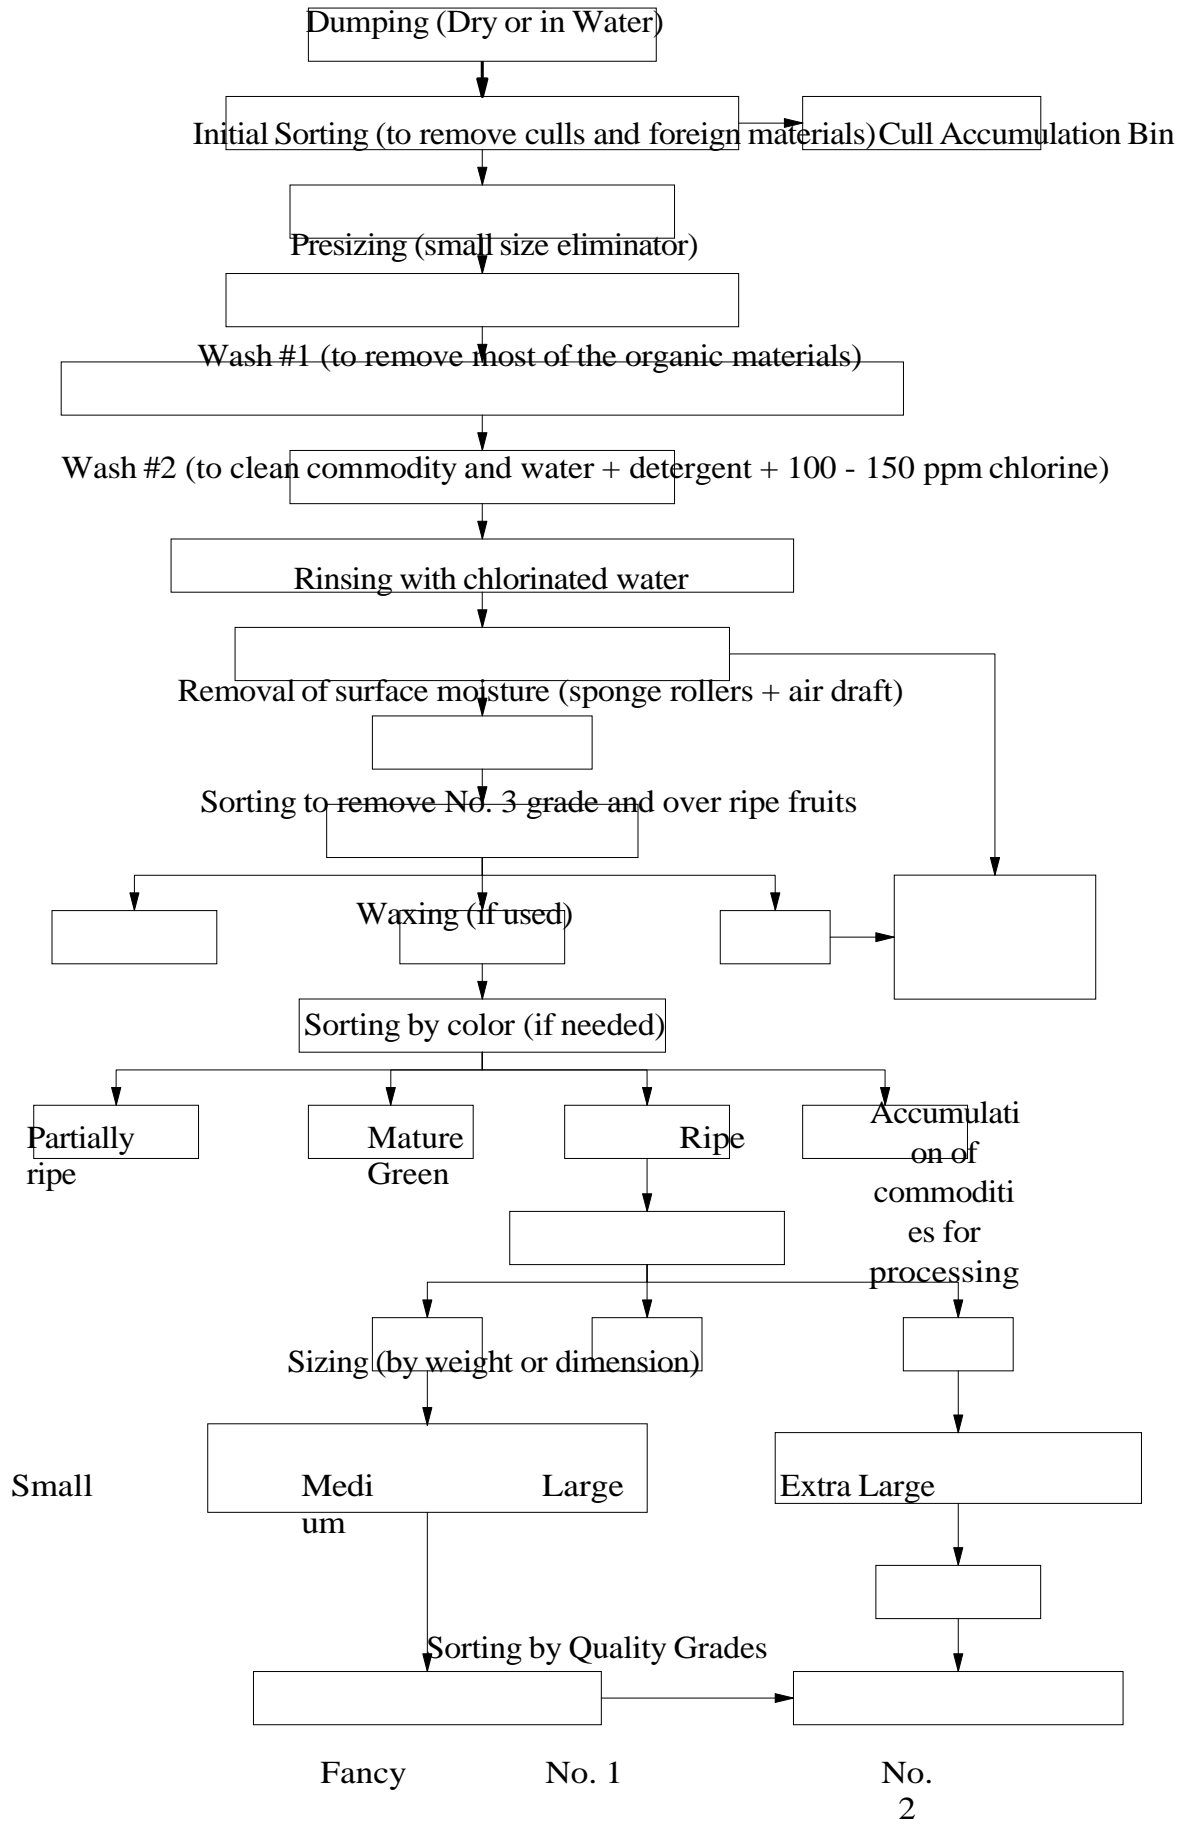 Dumping (Dry or in Water)
Initial Sorting (to remove culls and foreign materials) Cull Accumulation Bin
Presizing (small size eliminator)
Wash #1 (to remove most of the organic materials)
Wash #2 (to clean commodity and water + detergent + 100 - 150 ppm chlorine)
Rinsing with chlorinated water
Removal of surface moisture (sponge rollers + air draft)
Sorting to remove No. 3 grade and over ripe fruits
Waxing (if used)
Sorting by color (if needed)
Partially
ripe
Mature
Green
Ripe
Accumulati
on of
commoditi
es for
processing
Sizing (by weight or dimension)
Small
Medi
um
Large
Extra Large
Sorting by Quality Grades
Fancy
No. 1
No.
2